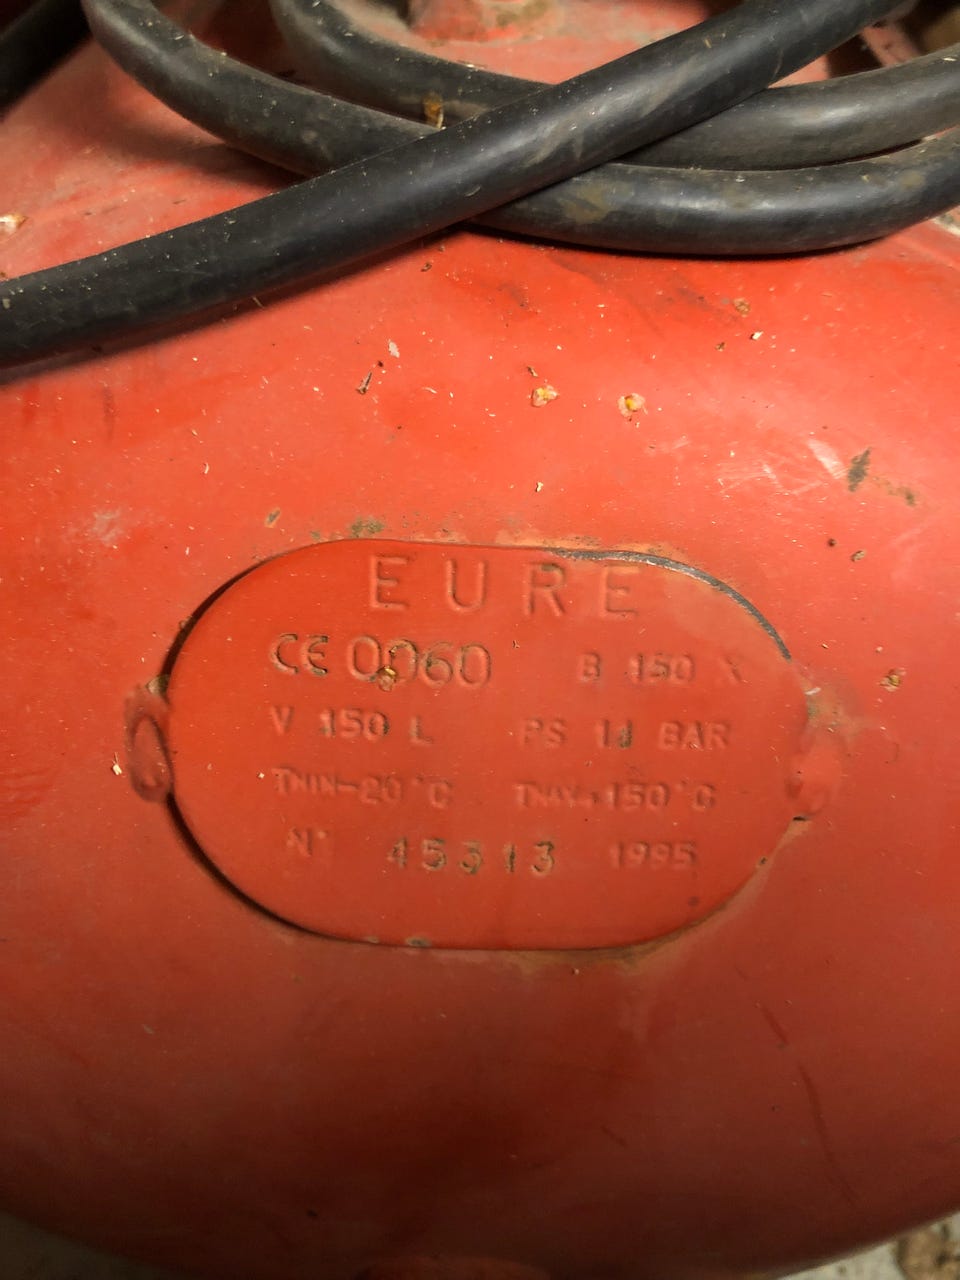 EURE
CE 0060 B 150 X
V 150 L PS 11 BAR
TMIN-20°C TMAX.150°C
N° 45313 1995